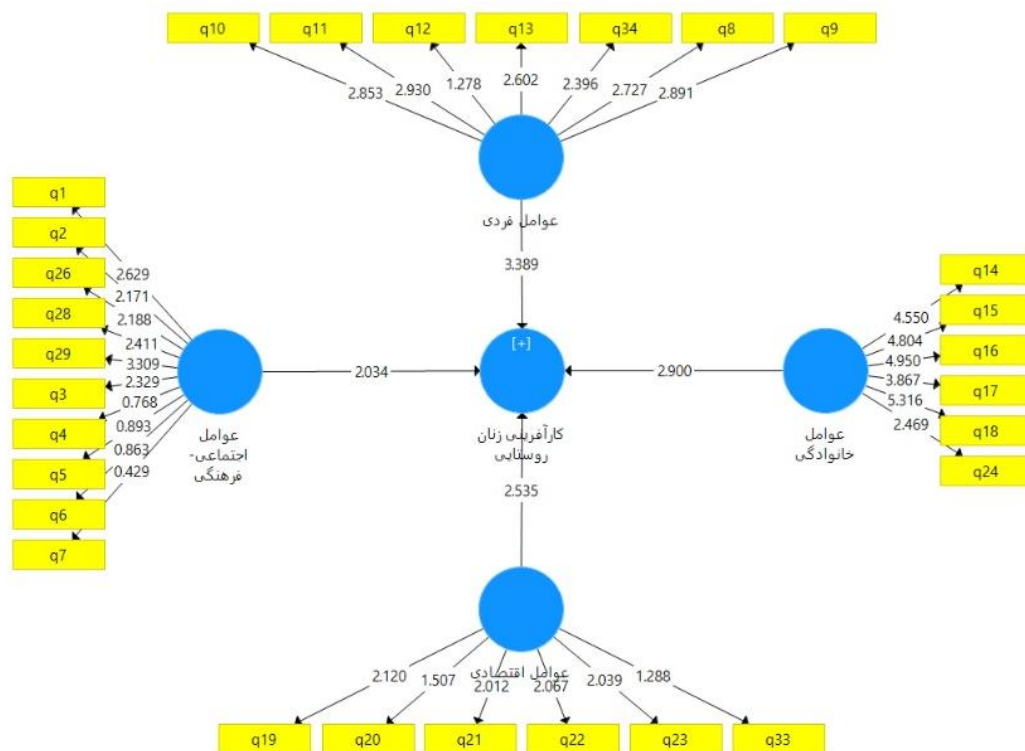 q10
q11
q12
q13
q34
q8
q9
2.853
2.930
1.278
2.602
2.396
2.727
2.891
عوامل فردی
3.389
q1
q2
q26
q28
q29
q3
q4
q5
q6
q7
2.629
2.171
2.188
2.411
3.309
2.329
0.768
0.893
0.863
0.429
عوامل
اجتماعی-
فرهنگی
2.034
[+]
کارآفرینی زنان
روستایی
2.900
q14
q15
q16
q17
q18
q24
4.550
4.804
4.950
3.867
5.316
2.469
عوامل
خانوادگی
2.535
عوامل اقتصادی
2.120
1.507
2.012
2.067
2.039
1.288
q19
q20
q21
q22
q23
q33